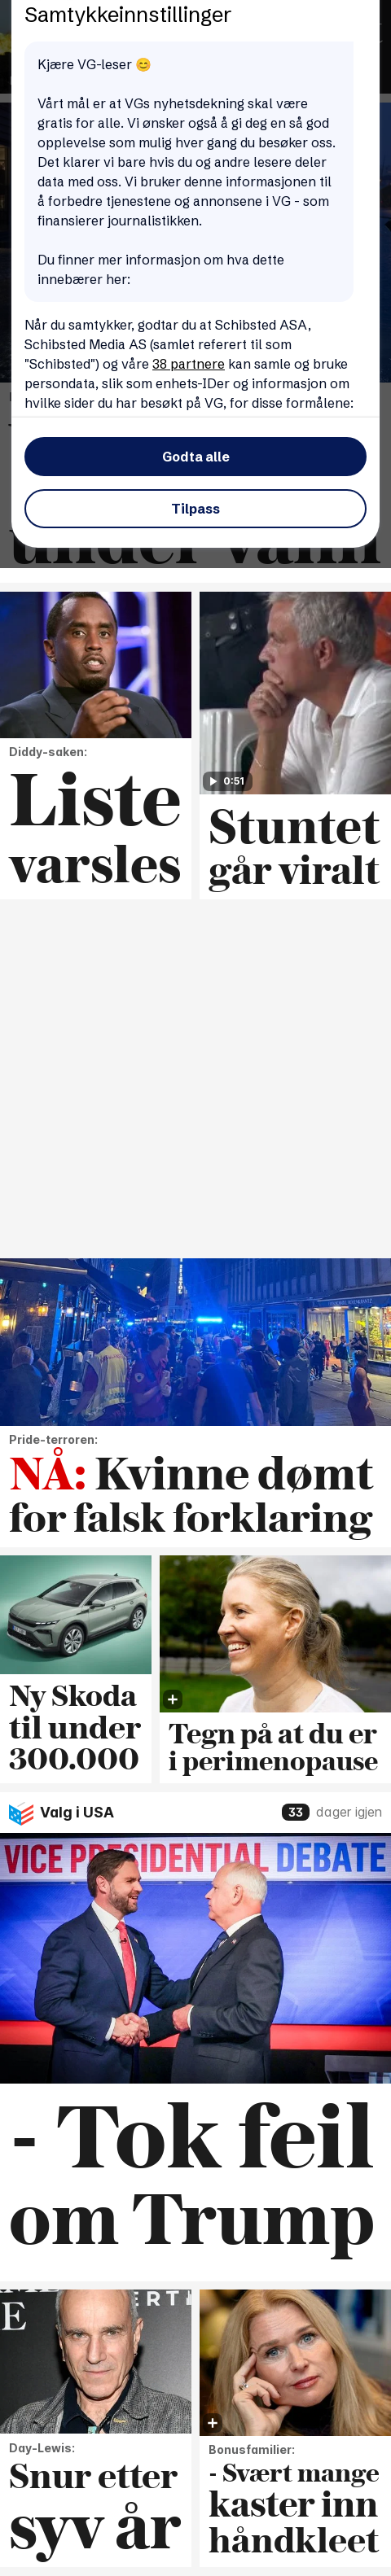 Samtykkeinnstillinger
Kjære VG-leser 😊
Vårt mål er at VGs nyhetsdekning skal være
gratis for alle. Vi ønsker også å gi deg en så god
opplevelse som mulig hver gang du besøker oss.
Det klarer vi bare hvis du og andre lesere deler
data med oss. Vi bruker denne informasjonen til
å forbedre tjenestene og annonsene i VG - som
finansierer journalistikken.
Du finner mer informasjon om hva dette
innebærer her:
Når du samtykker, godtar du at Schibsted ASA,
Schibsted Media AS (samlet referert til som
"Schibsted") og våre 38 partnere kan samle og bruke
persondata, slik som enhets-IDer og informasjon om
hvilke sider du har besøkt på VG, for disse formålene:
Godta alle
Tilpass
under vann
0:51
Diddy-saken:
Liste
varsles
Stuntet
går viralt
Pride-terroren:
NÅ: Kvinne dømt
for falsk forklaring
Ny Skoda
til under
300.000
Tegn på at du er
i perimenopause
Valg i USA
33 dager igjen
VICE PRESIDENTIAL DEBATE
- Tok feil
om Trump
Day-Lewis:
Snur etter
syv år
Bonusfamilier:
- Svært mange
kaster inn
håndkleet